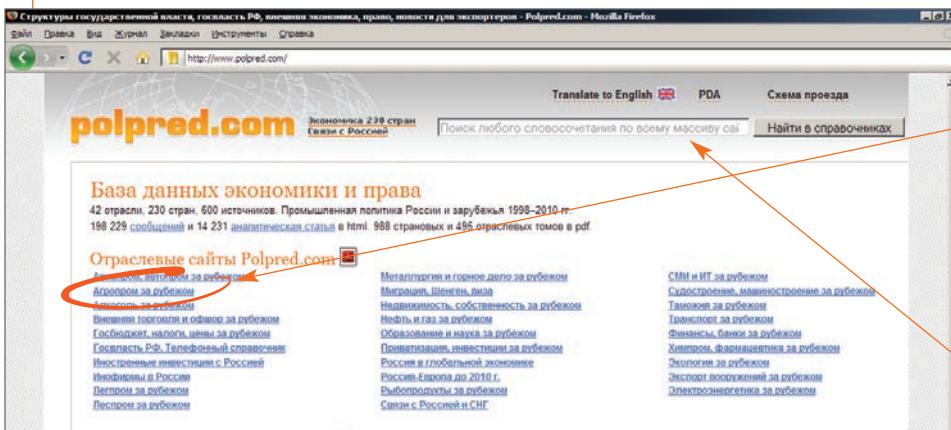 Структуры государственной власти, госвласть РФ, внешняя экономика, право, новости для экспортеров - Polpred.com - Mozilla Firefox
Файл Правка Вид Журнал Закладки Инструменты Справка
http://www.polpred.com/
Translate to English PDA Схема проезда
polpred.com Экономика 230 стран
Связи с Россией
Поиск любого словосочетания по всему массиву сай Найти в справочниках
База данных экономики и права
42 отрасли, 230 стран, 600 источников. Промышленная политика России и зарубежья 1998–2010 гг.
198 229 сообщений и 14 231 аналитическая статья в html. 988 страновых и 496 отраслевых томов в pdf.
Отраслевые сайты Polpred.com
Авиапром, автопром за рубежом
Агропром за рубежом
Алкоголь за рубежом
Внешняя торговля и офшор за рубежом
Госбюджет, налоги, цены за рубежом
Госвласть РФ. Телефонный справочник
Иностранные инвестиции с Россией
Инофирмы в России
Легпром за рубежом
Леспром за рубежом
Металлургия и горное дело за рубежом
Миграция, Шенген, виза
Недвижимость, собственность за рубежом
Нефть и газ за рубежом
Образование и наука за рубежом
Приватизация, инвестиции за рубежом
Россия в глобальной экономике
Россия-Европа до 2010 г.
Рыбопродукты за рубежом
Связи с Россией и СНГ
СМИ и ИТ за рубежом
Судостроение, машиностроение за рубежом
Таможня за рубежом
Транспорт за рубежом
Финансы, банки за рубежом
Химпром, фармацевтика за рубежом
Экология за рубежом
Экспорт вооружений за рубежом
Электроэнергетика за рубежом